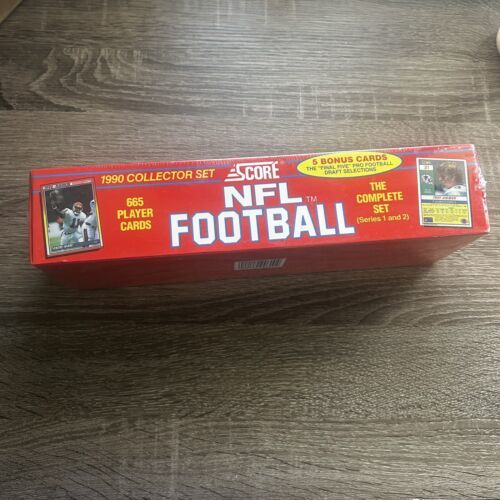 1990 COLLECTOR SET
SCORE®
5 BONUS CARDS
THE "FINAL FIVE" PRO FOOTBALL
DRAFT SELECTIONS
665
PLAYER
CARDS
NFL™
FOOTBALL
THE
COMPLETE
SET
(Series 1 and 2)